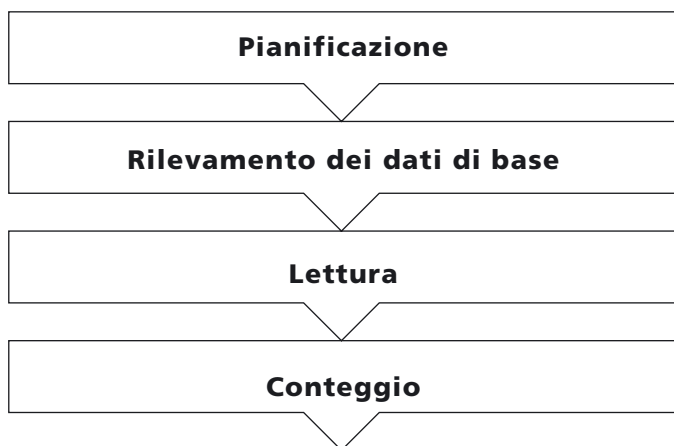 Pianificazione
Rilevamento dei dati di base
Lettura
Conteggio